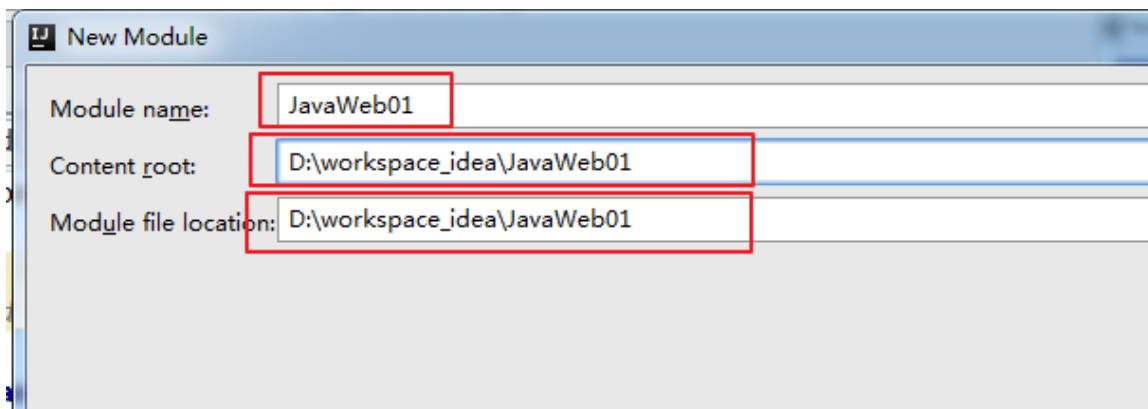 New Module
Module name: JavaWeb01
Content root: D:\workspace_idea\JavaWeb01
Module file location: D:\workspace_idea\JavaWeb01